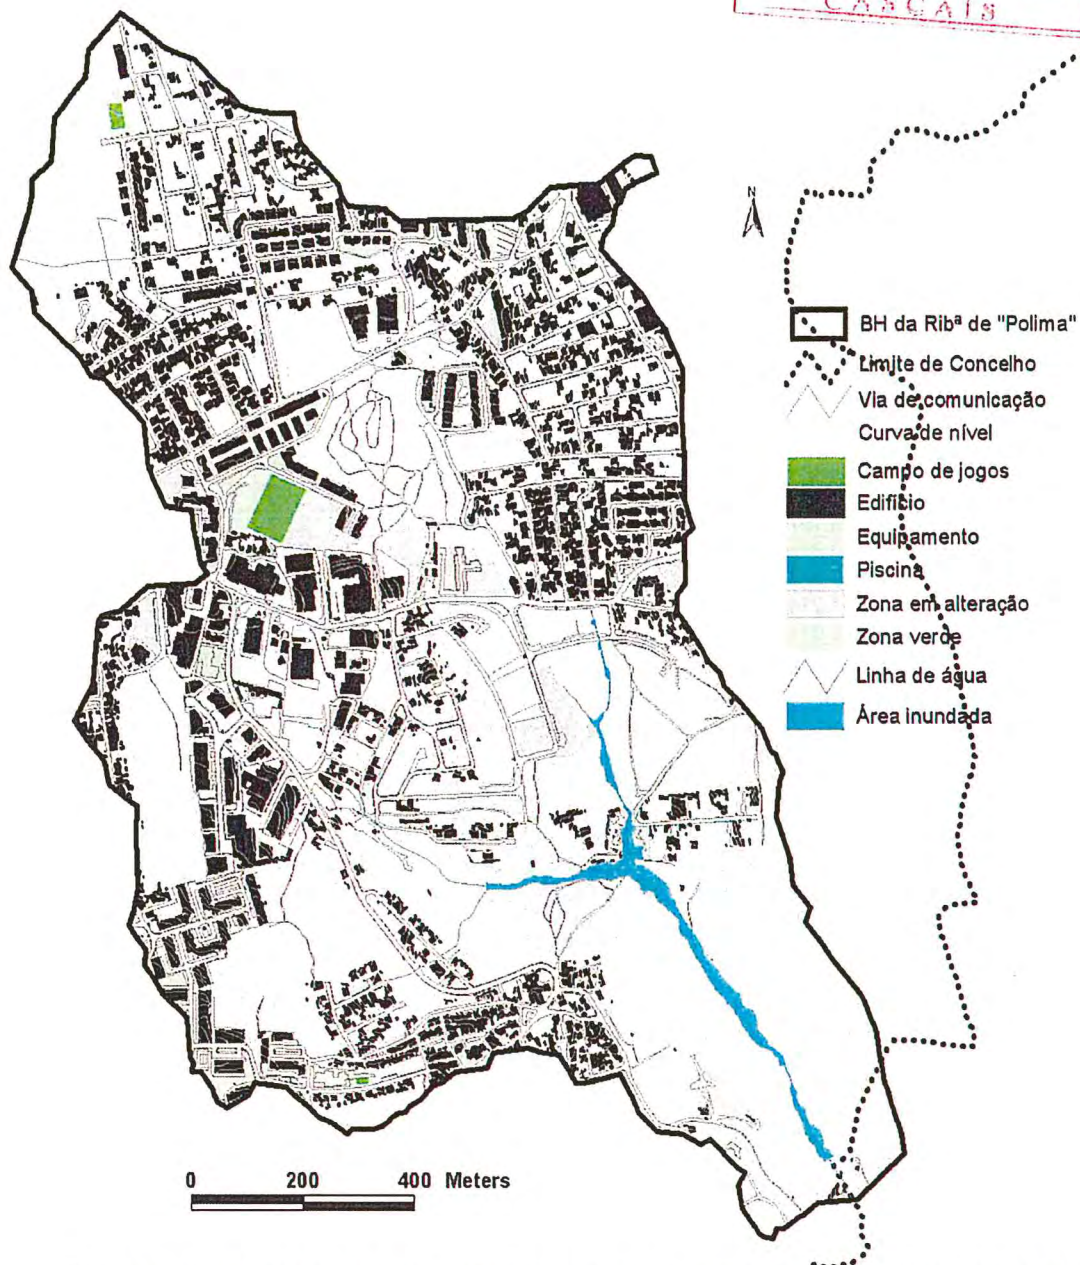 CASCAIS
N
BH da Ribª de "Polima"
Limite de Concelho
Via de comunicação
Curva de nível
Campo de jogos
Edifício
Equipamento
Piscina
Zona em alteração
Zona verde
Linha de água
Área inundada
0 200 400 Meters